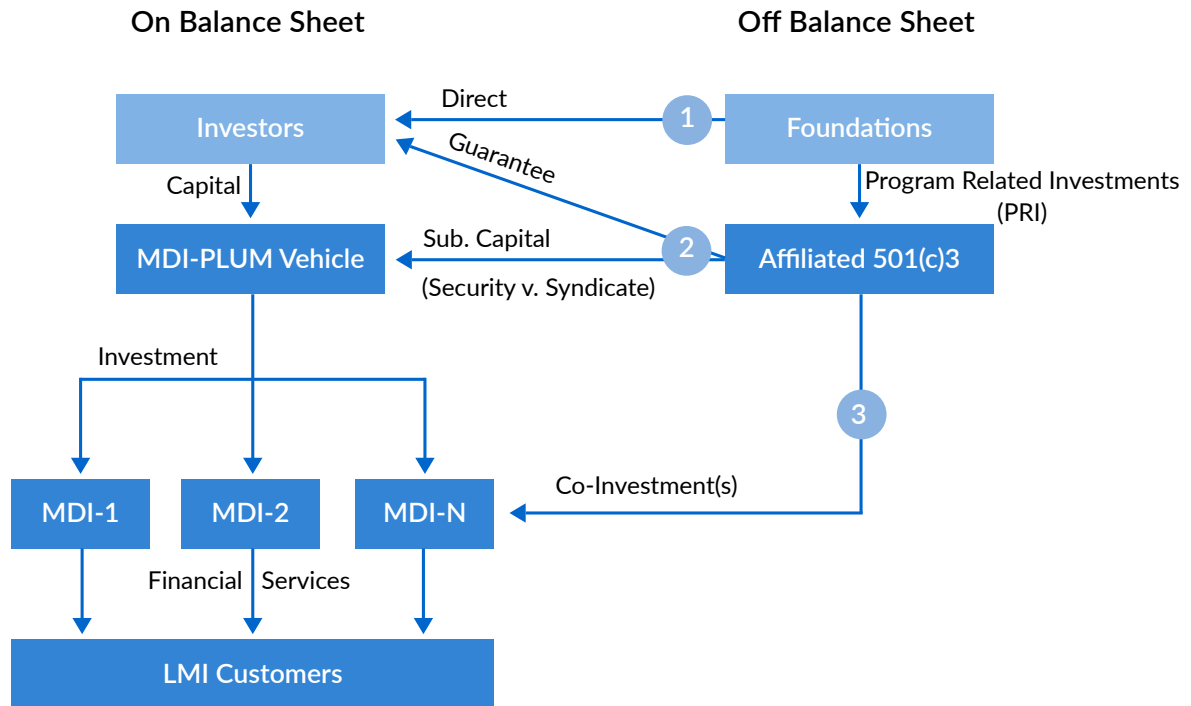 On Balance Sheet
Off Balance Sheet
Direct
1
Investors
Foundations
Guarantee
Capital
Program Related Investments
(PRI)
Sub. Capital
2
MDI-PLUM Vehicle
Affiliated 501(c)3
(Security v. Syndicate)
Investment
3
Co-Investment(s)
MDI-1
MDI-2
MDI-N
Financial Services
LMI Customers